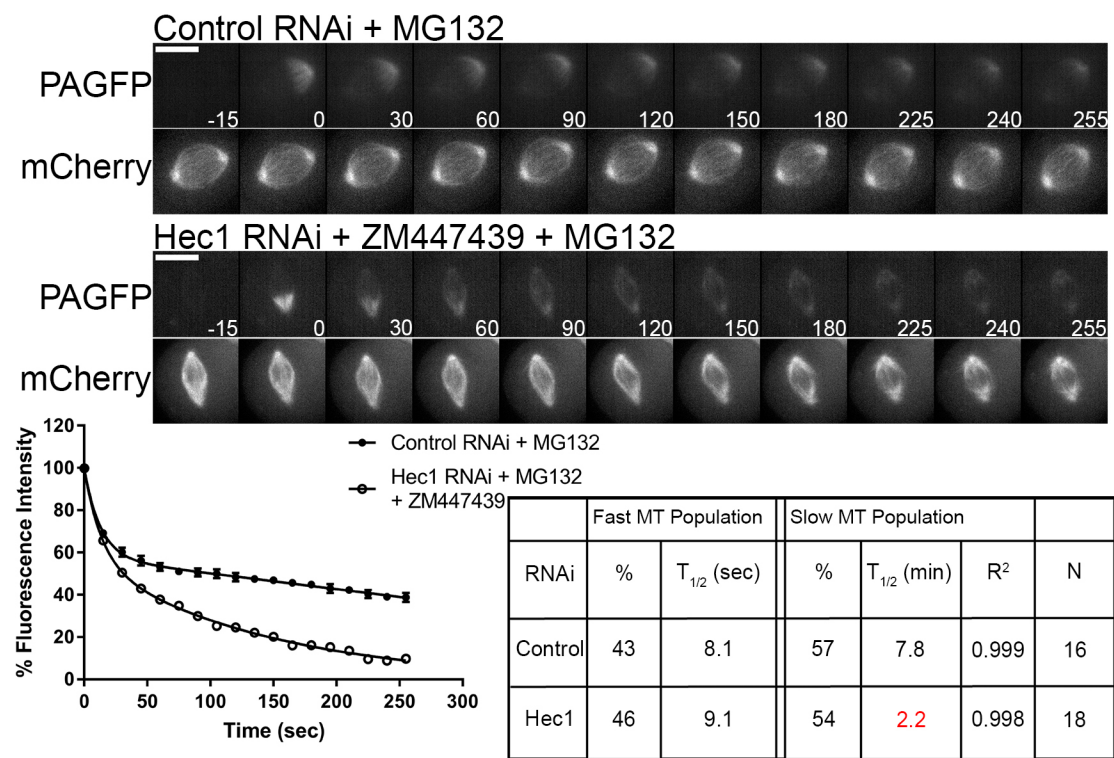 Control RNAi + MG132
PAGFP
-15 0 30 60 90 120 150 180 225 240 255
mCherry
Hec1 RNAi + ZM447439 + MG132
PAGFP
-15 0 30 60 90 120 150 180 225 240 255
mCherry
% Fluorescence Intensity
120
100
80
60
40
20
0
0 50 100 150 200 250 300
Time (sec)
Control RNAi + MG132
Hec1 RNAi + MG132
+ ZM447439
Fast MT Population Slow MT Population
RNAi % T1/2 (sec) % T1/2 (min) R² N
Control 43 8.1 57 7.8 0.999 16
Hec1 46 9.1 54 2.2 0.998 18